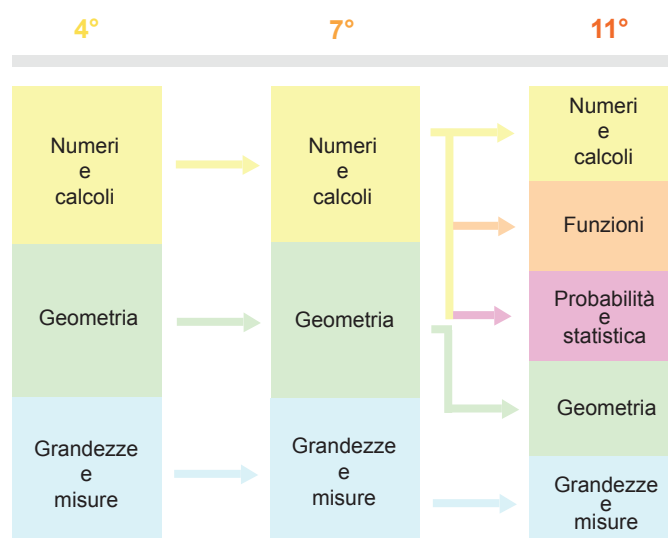 4°
7°
11°
Numeri
e
calcoli
Geometria
Grandezze
e
misure
Numeri
e
calcoli
Geometria
Grandezze
e
misure
Numeri
e
calcoli
Funzioni
Probabilità
e
statistica
Geometria
Grandezze
e
misure